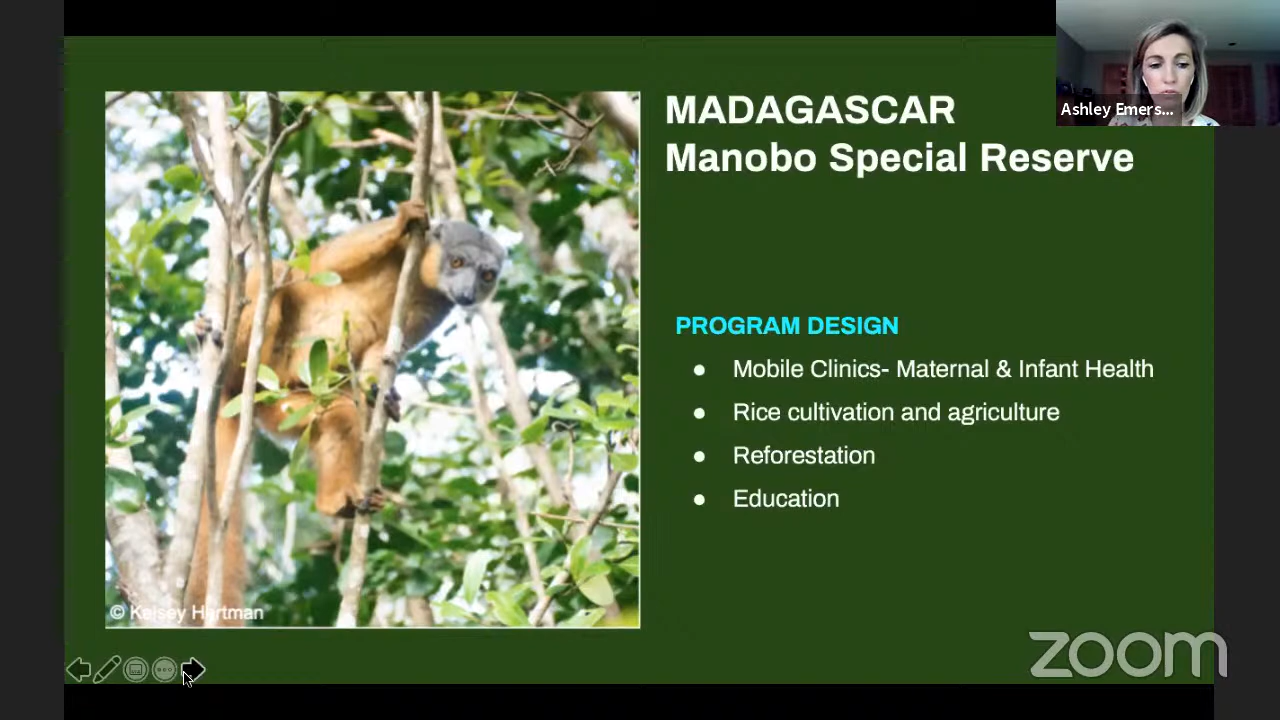 Ashley Emers...
MADAGASCAR
Manobo Special Reserve
PROGRAM DESIGN
● Mobile Clinics- Maternal & Infant Health
● Rice cultivation and agriculture
● Reforestation
● Education
© Kelsey Hartman
zoom